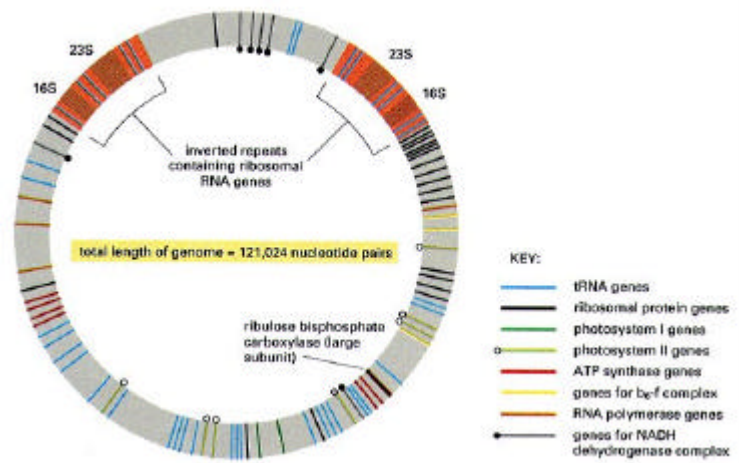 23S
16S
23S
16S
inverted repeats
containing ribosomal
RNA genes
total length of genome = 121,024 nucleotide pairs
ribulose bisphosphate
carboxylase (large
subunit)
KEY:
tRNA genes
ribosomal protein genes
photosystem I genes
photosystem II genes
ATP synthase genes
genes for b₆-f complex
RNA polymerase genes
genes for NADH
dehydrogenase complex